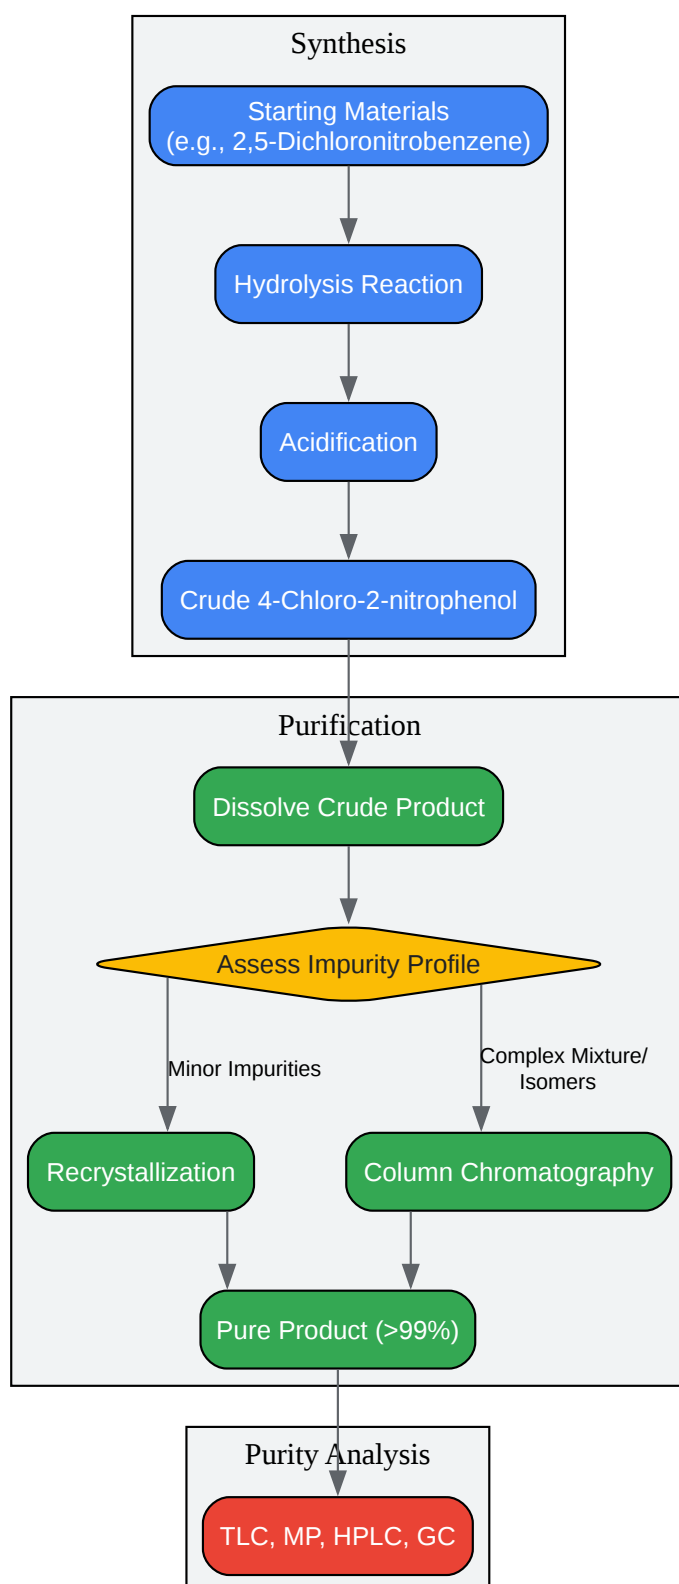 Synthesis
Starting Materials
(e.g., 2,5-Dichloronitrobenzene)
Hydrolysis Reaction
Acidification
Crude 4-Chloro-2-nitrophenol
Purification
Dissolve Crude Product
Assess Impurity Profile
Minor Impurities
Complex Mixture/
Isomers
Recrystallization
Column Chromatography
Pure Product (>99%)
Purity Analysis
TLC, MP, HPLC, GC